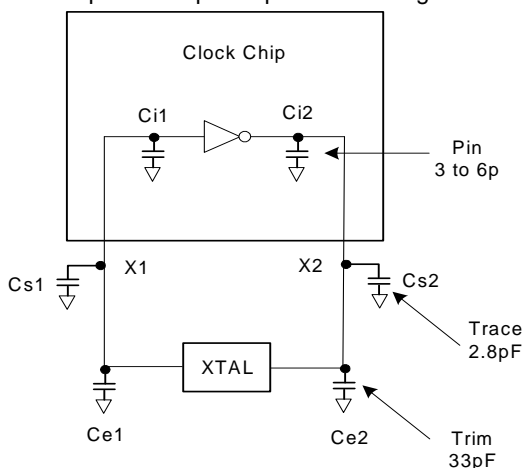 Clock Chip
Ci1
Ci2
Pin
3 to 6p
X1
X2
Cs1
Cs2
Trace
2.8pF
XTAL
Ce1
Ce2
Trim
33pF